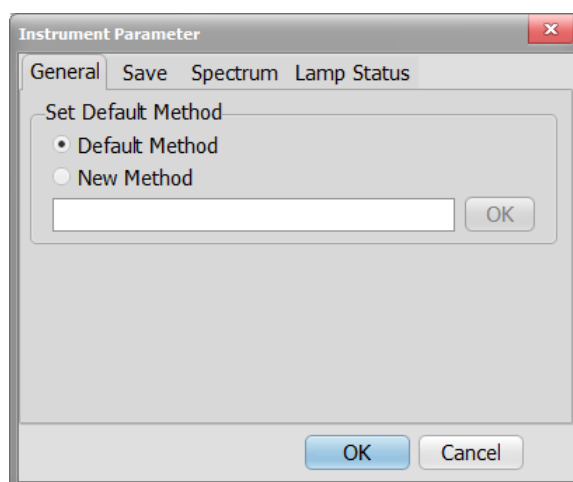 Instrument Parameter
General Save Spectrum Lamp Status
Set Default Method
Default Method
New Method
OK
OK Cancel